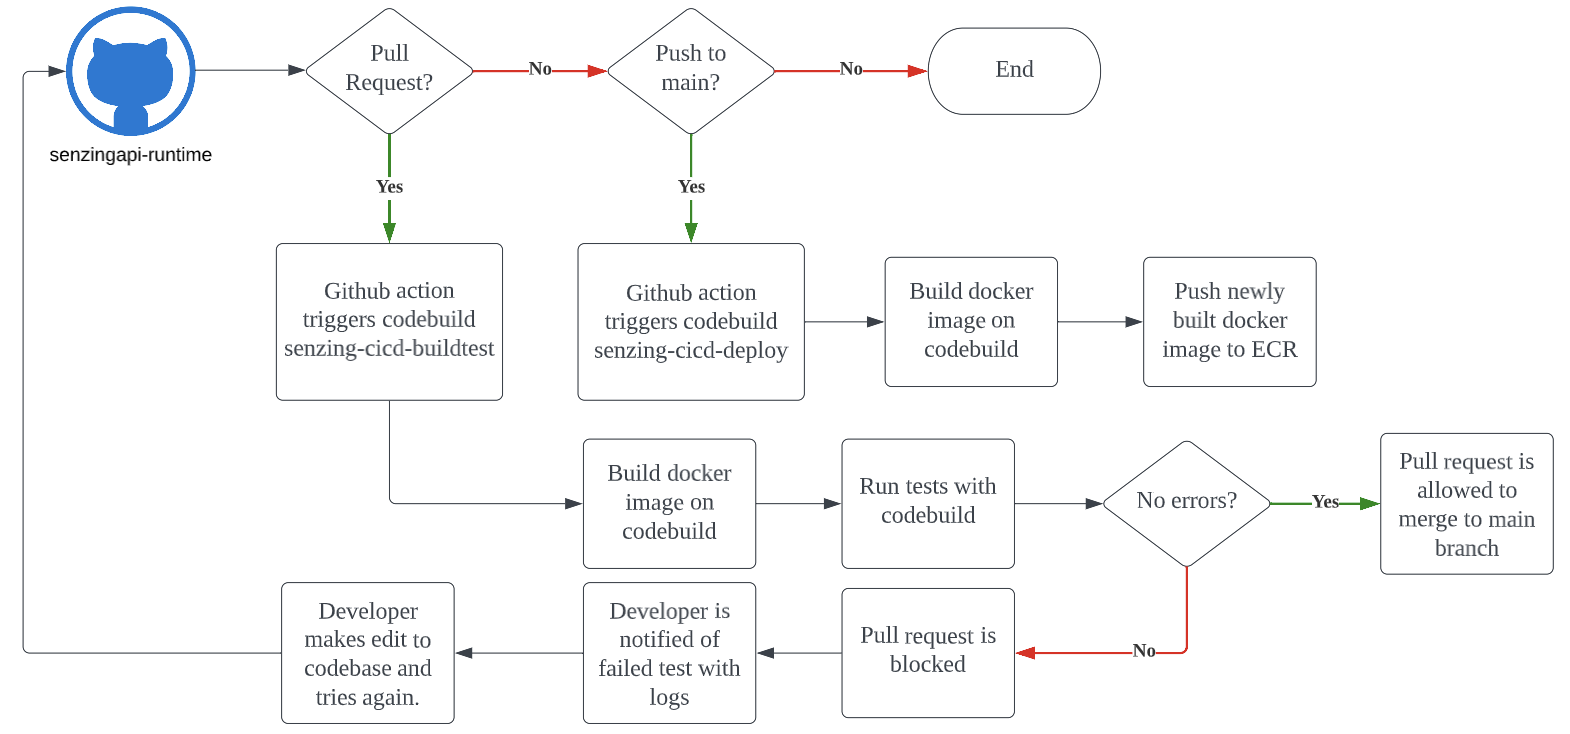 senzingapi-runtime
Pull
Request?
No
Push to
main?
No
End
Yes
Yes
Github action
triggers codebuild
senzing-cicd-buildtest
Github action
triggers codebuild
senzing-cicd-deploy
Build docker
image on
codebuild
Push newly
built docker
image to ECR
Build docker
image on
codebuild
Run tests with
codebuild
No errors?
Yes
Pull request is
allowed to
merge to main
branch
No
Pull request is
blocked
Developer is
notified of
failed test with
logs
Developer
makes edit to
codebase and
tries again.